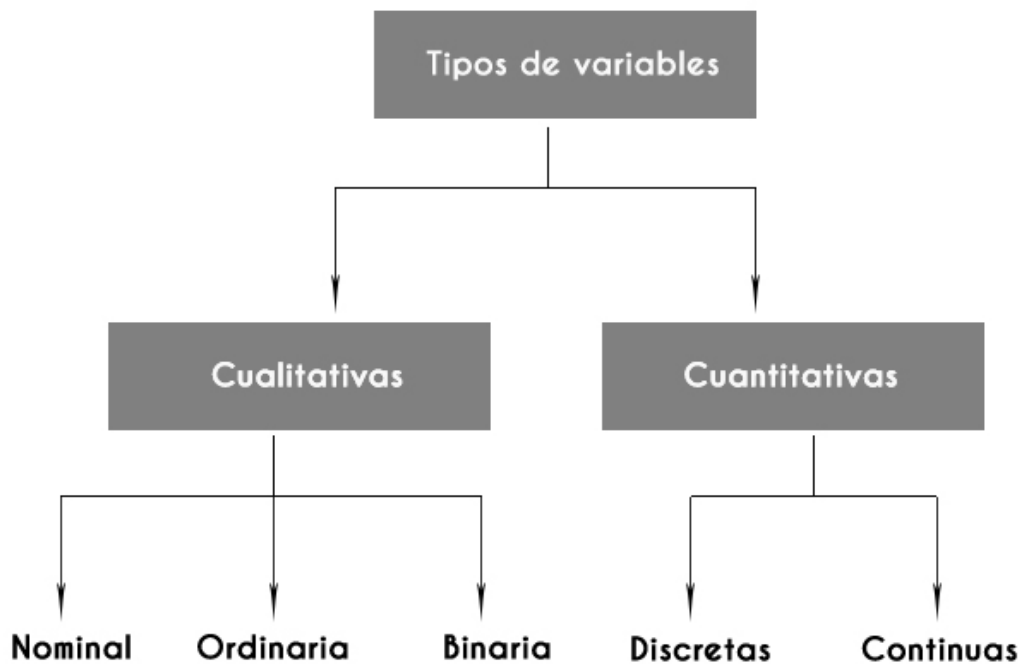 Tipos de variables
Cualitativas
Cuantitativas
Nominal
Ordinaria
Binaria
Discretas
Continuas